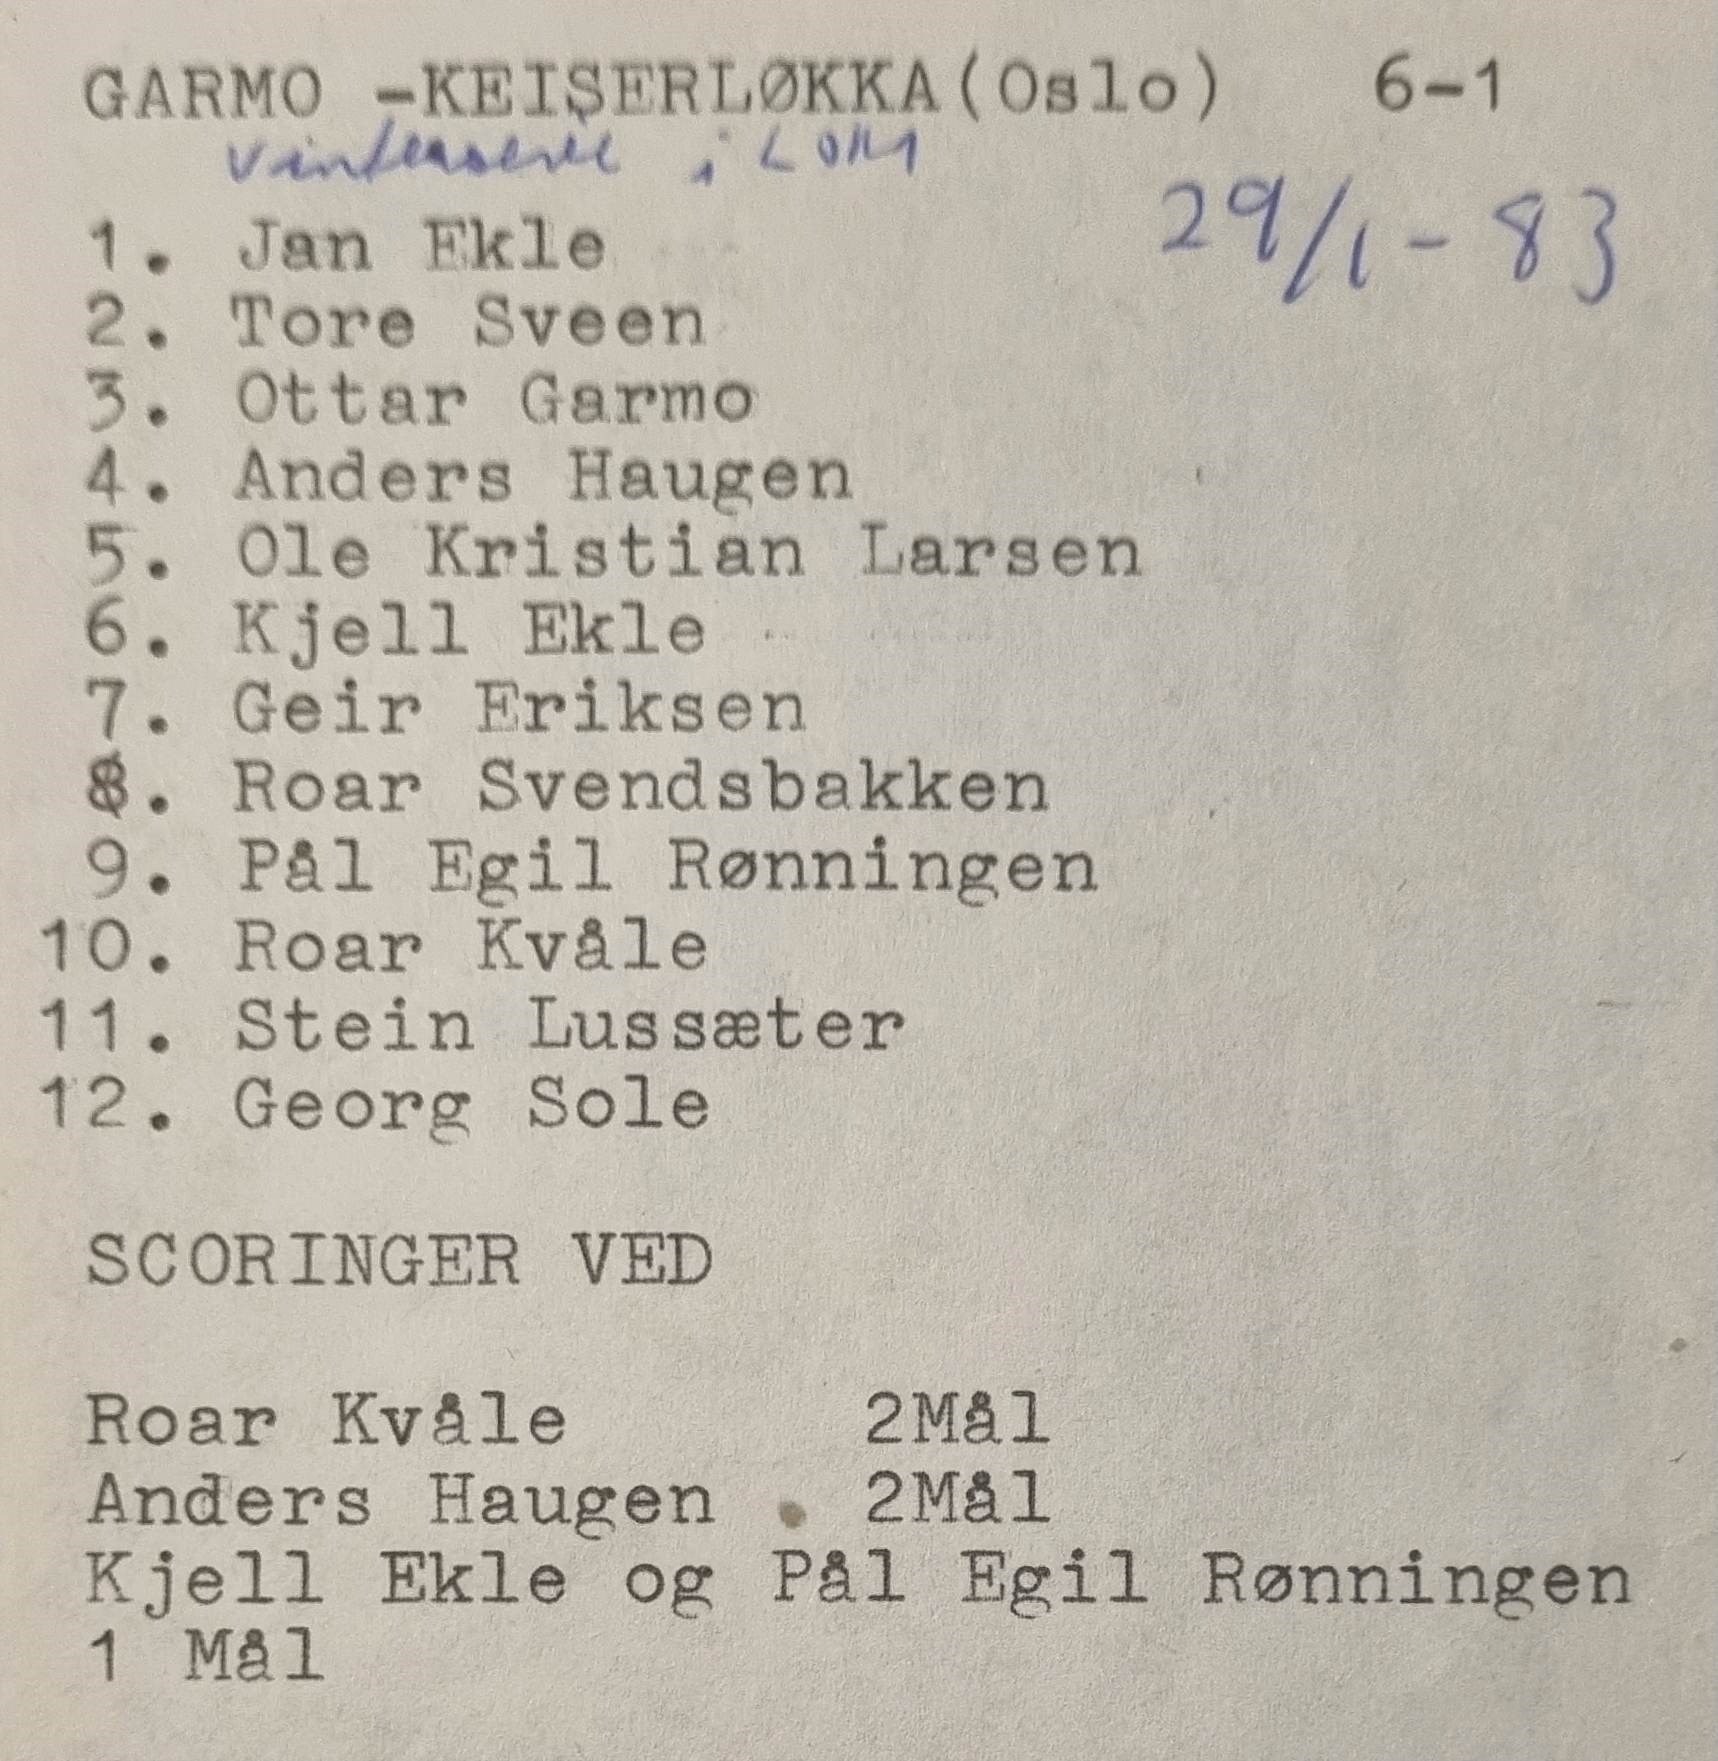 GARMO -KEISERLØKKA(Oslo) 6-1
i LOM
29/1-83
1. Jan Ekle
2. Tore Sveen
3. Ottar Garmo
4. Anders Haugen
5. Ole Kristian Larsen
6. Kjell Ekle
7. Geir Eriksen
8. Roar Svendsbakken
9. Pål Egil Rønningen
10. Roar Kvåle
11. Stein Lussæter
12. Georg Sole
SCORINGER VED
Roar Kvåle 2Mål
Anders Haugen 2Mål
Kjell Ekle og Pål Egil Rønningen
1 Mål